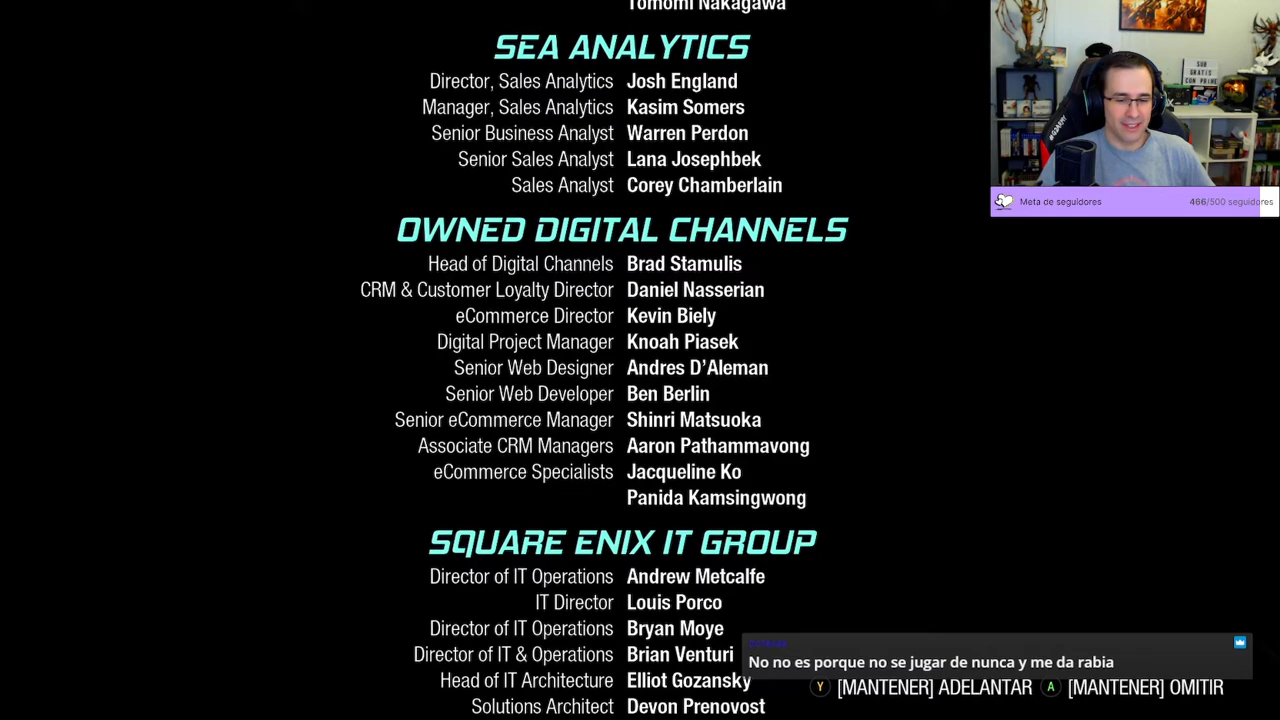 Tomomi Nakagawa
SEA ANALYTICS
Director, Sales Analytics Josh England
Manager, Sales Analytics Kasim Somers
Senior Business Analyst Warren Perdon
Senior Sales Analyst Lana Josephbek
Sales Analyst Corey Chamberlain
SUB
GRATIS
CON PRIME
Meta de seguidores 466/500 seguidores
OWNED DIGITAL CHANNELS
Head of Digital Channels Brad Stamulis
CRM & Customer Loyalty Director Daniel Nasserian
eCommerce Director Kevin Biely
Digital Project Manager Knoah Piasek
Senior Web Designer Andres D’Aleman
Senior Web Developer Ben Berlin
Senior eCommerce Manager Shinri Matsuoka
Associate CRM Managers Aaron Pathammavong
eCommerce Specialists Jacqueline Ko
Panida Kamsingwong
SQUARE ENIX IT GROUP
Director of IT Operations Andrew Metcalfe
IT Director Louis Porco
Director of IT Operations Bryan Moye
Director of IT & Operations Brian Venturi
Head of IT Architecture Elliot Gozansky
Solutions Architect Devon Prenovost
No no es porque no se jugar de nunca y me da rabia
Y [MANTENER] ADELANTAR A [MANTENER] OMITIR